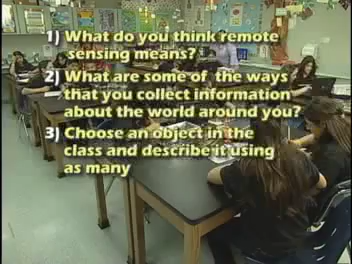 1) What do you think remote
sensing means?
2) What are some of the ways
that you collect information
about the world around you?
3) Choose an object in the
class and describe it using
as many